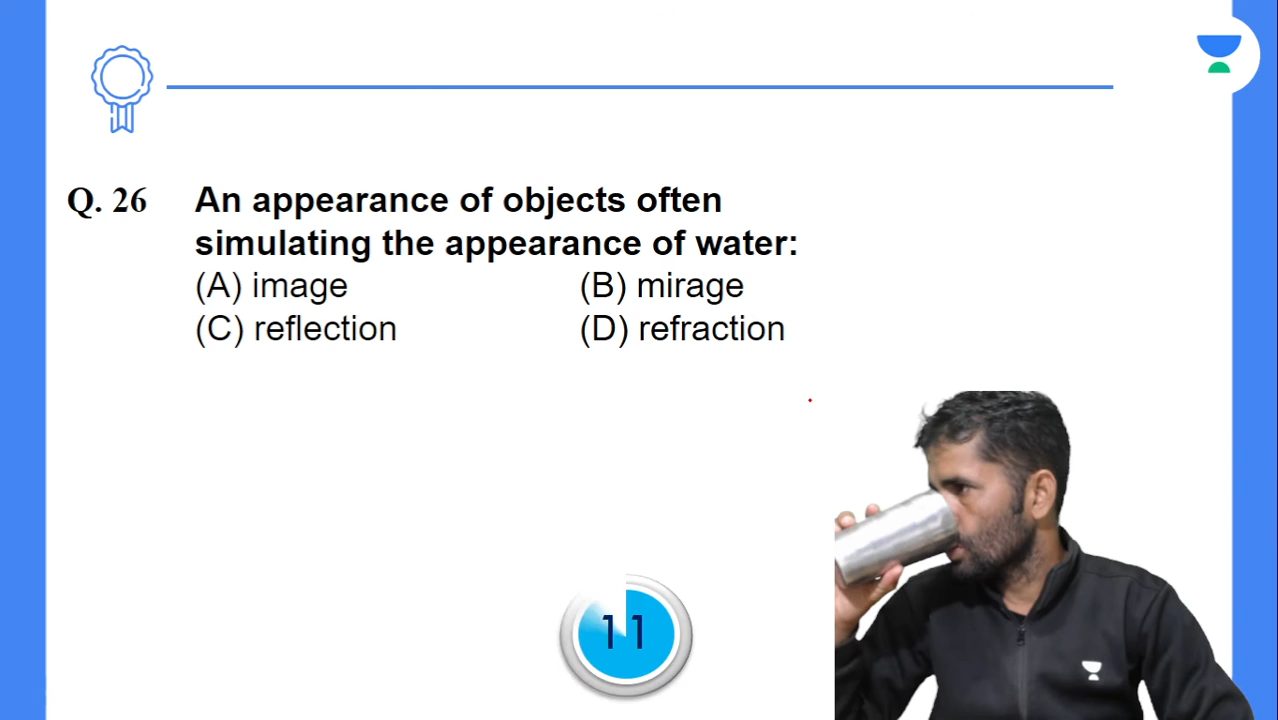 Q. 26 An appearance of objects often
simulating the appearance of water:
(A) image (B) mirage
(C) reflection (D) refraction
11